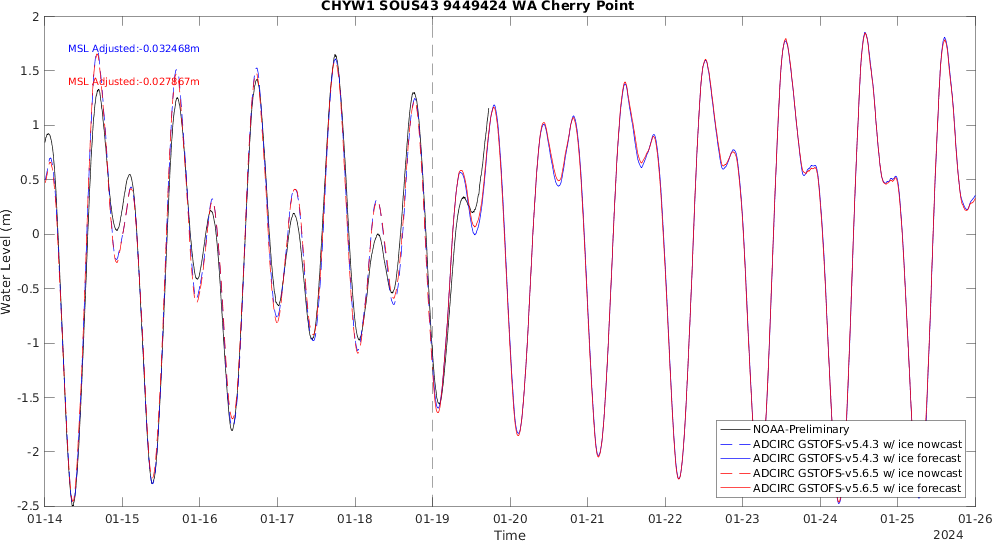 CHYW1 SOUS43 9449424 WA Cherry Point
MSL Adjusted:-0.032468m
MSL Adjusted:-0.027867m
Water Level (m)
2
1.5
1
0.5
0
-0.5
-1
-1.5
-2
-2.5
NOAA-Preliminary
ADCIRC GSTOFS-v5.4.3 w/ ice nowcast
ADCIRC GSTOFS-v5.4.3 w/ ice forecast
ADCIRC GSTOFS-v5.6.5 w/ ice nowcast
ADCIRC GSTOFS-v5.6.5 w/ ice forecast
01-14 01-15 01-16 01-17 01-18 01-19 01-20 01-21 01-22 01-23 01-24 01-25 01-26
Time
2024